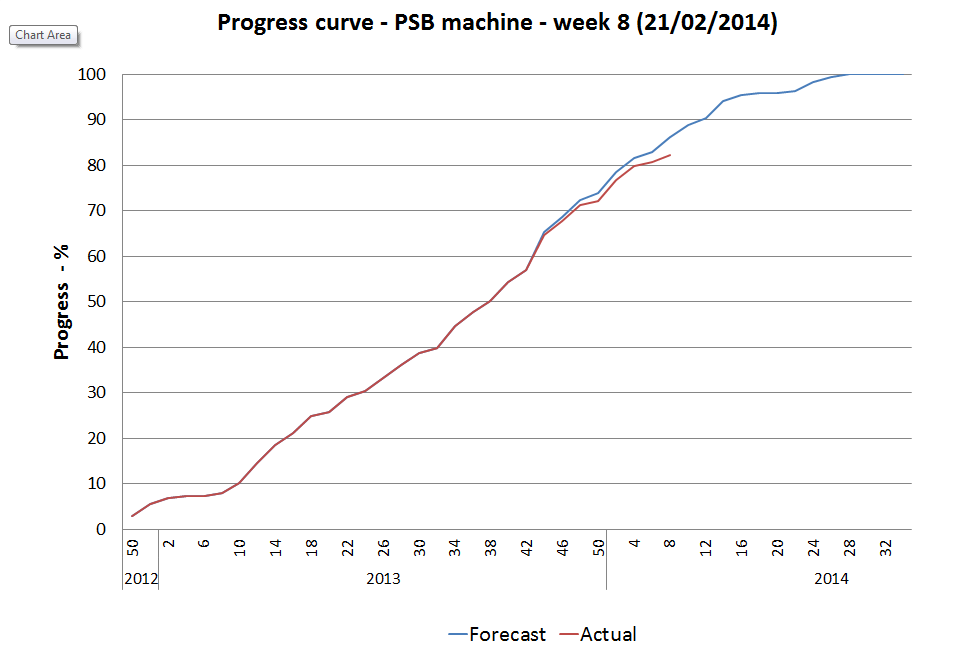 Progress curve - PSB machine - week 8 (21/02/2014)
Chart Area
100
90
80
70
60
50
40
30
20
10
0
Progress - %
50 2 6 10 14 18 22 26 30 34 38 42 46 50 4 8 12 16 20 24 28 32
2012 2013 2014
Forecast Actual